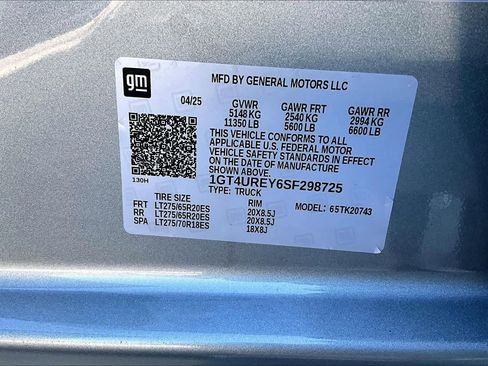 gm
MFD BY GENERAL MOTORS LLC
04/25 GVWR GAWR FRT GAWR RR
5148 KG 2540 KG 2994 KG
11350 LB 5600 LB 6600 LB
THIS VEHICLE CONFORMS TO ALL
APPLICABLE U.S. FEDERAL MOTOR
VEHICLE SAFETY STANDARDS IN EFFECT
ON THE DATE OF MANUFACTURE
SHOWN ABOVE.
1GT4UREY6SF298725
130H TYPE: TRUCK
TIRE SIZE RIM MODEL: 65TK20743
FRT LT275/65R20ES 20X8.5J
RR LT275/65R20ES 20X8.5J
SPA LT275/70R18ES 18X8J